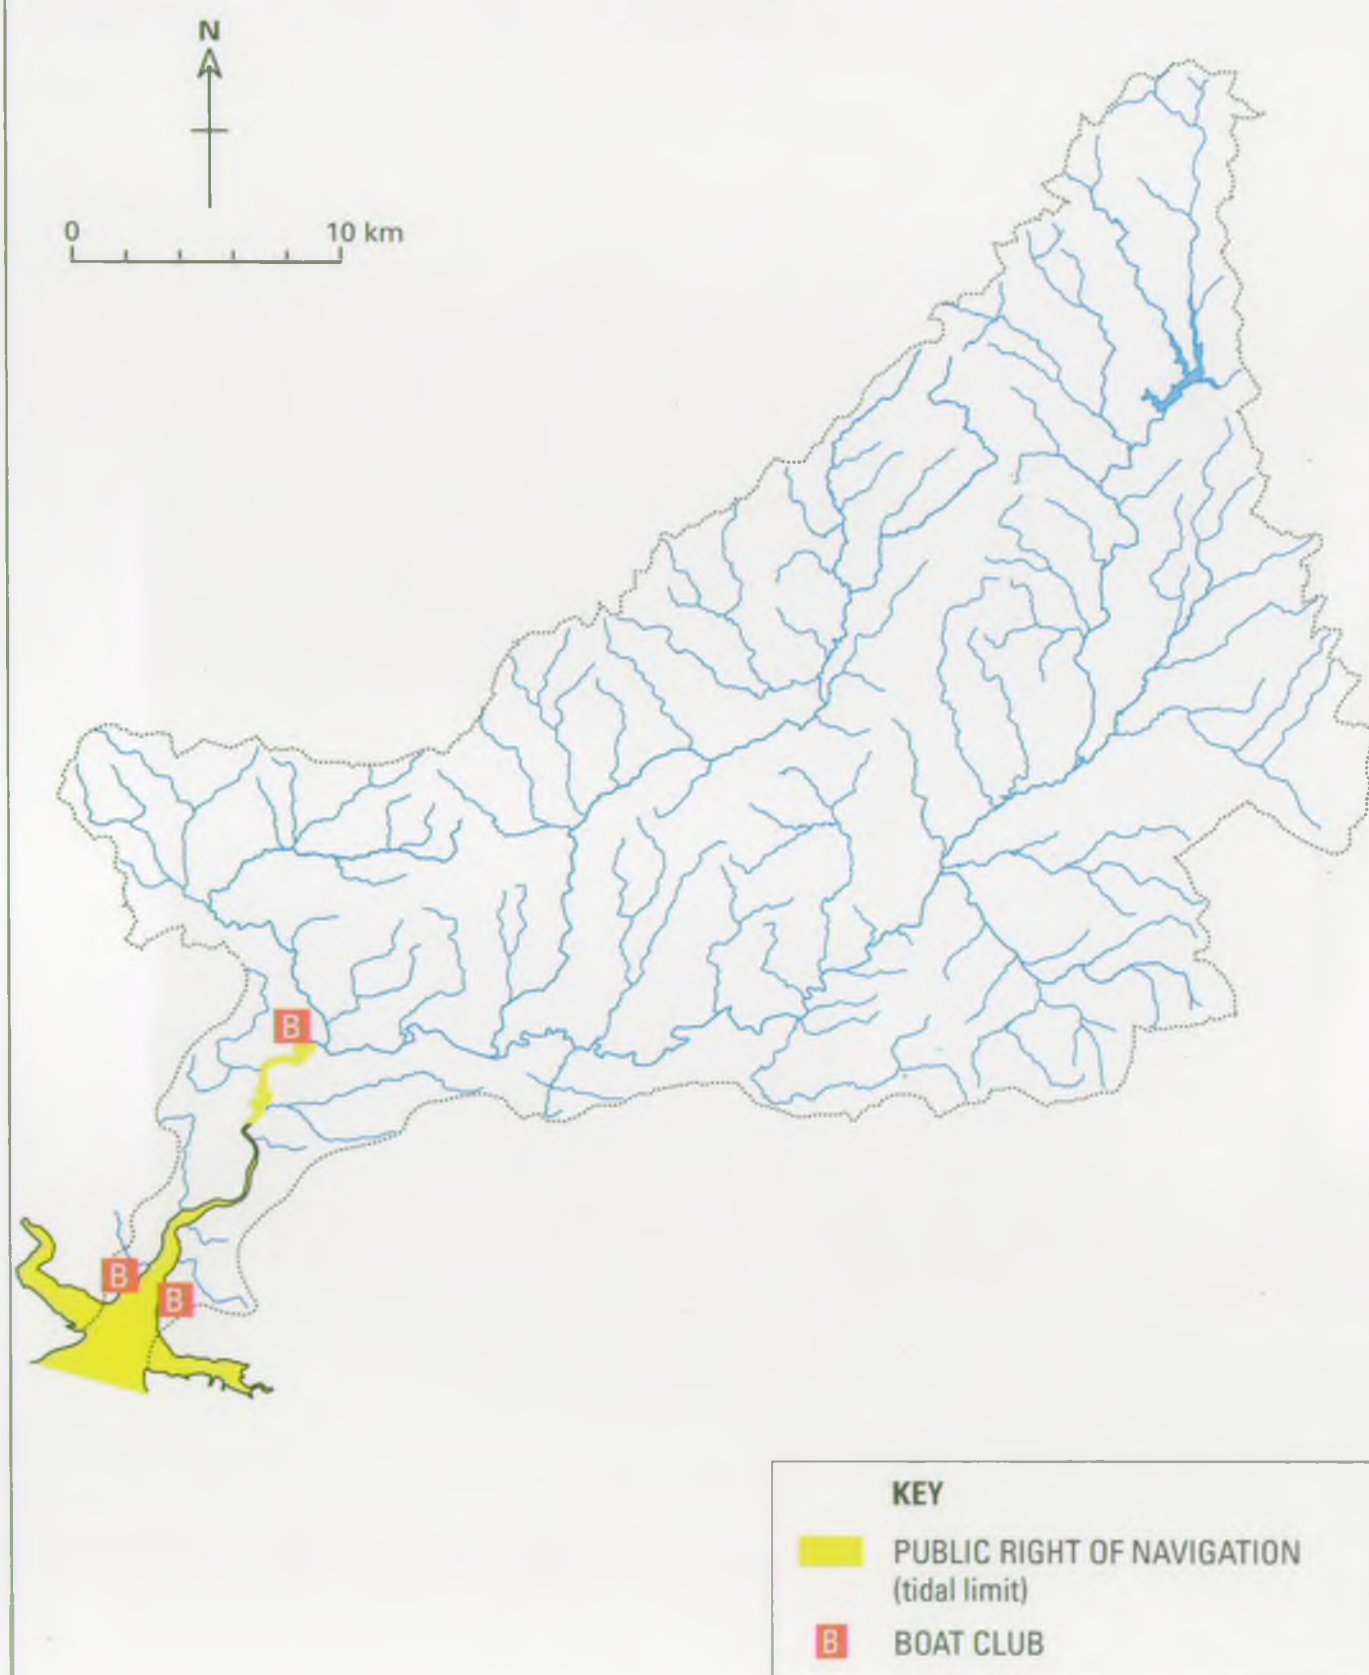 N
0 10 km
B
B
B
KEY
PUBLIC RIGHT OF NAVIGATION
(tidal limit)
B BOAT CLUB